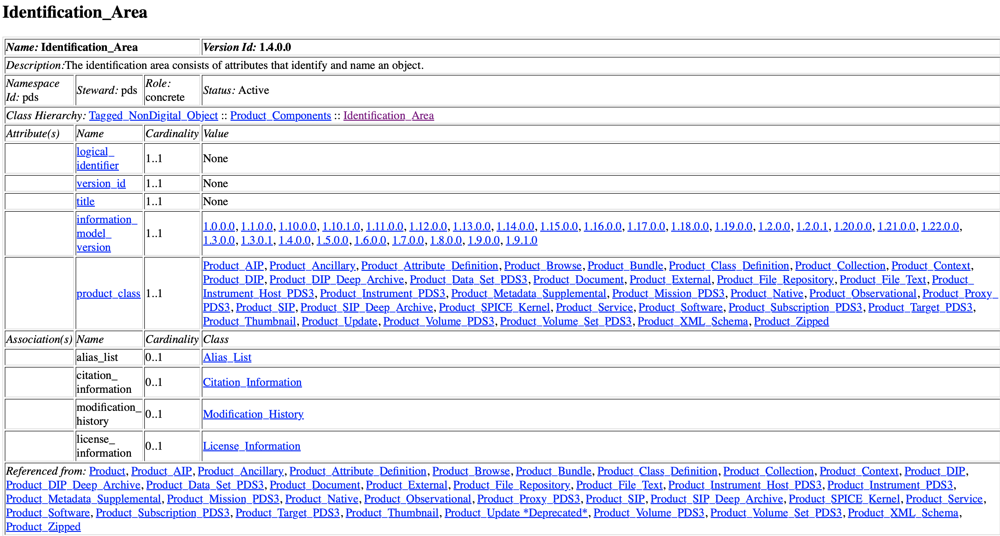 Identification_Area
Name: Identification_Area
Version Id: 1.4.0.0
Description:The identification area consists of attributes that identify and name an object.
Namespace
Id: pds
Steward: pds
Role:
concrete
Status: Active
Class Hierarchy: Tagged_NonDigital_Object :: Product_Components :: Identification_Area
Attribute(s)
Name
Cardinality
Value
logical_
identifier
1..1
None
version_id
1..1
None
title
1..1
None
information_
model_
version
1..1
1.0.0.0, 1.1.0.0, 1.10.0.0, 1.10.1.0, 1.11.0.0, 1.12.0.0, 1.13.0.0, 1.14.0.0, 1.15.0.0, 1.16.0.0, 1.17.0.0, 1.18.0.0, 1.19.0.0, 1.2.0.0, 1.2.0.1, 1.20.0.0, 1.21.0.0, 1.22.0.0,
1.3.0.0, 1.3.0.1, 1.4.0.0, 1.5.0.0, 1.6.0.0, 1.7.0.0, 1.8.0.0, 1.9.0.0, 1.9.1.0
product_class
1..1
Product_AIP, Product_Ancillary, Product_Attribute_Definition, Product_Browse, Product_Bundle, Product_Class_Definition, Product_Collection, Product_Context,
Product_DIP, Product_DIP_Deep_Archive, Product_Data_Set_PDS3, Product_Document, Product_External, Product_File_Repository, Product_File_Text, Product_
Instrument_Host_PDS3, Product_Instrument_PDS3, Product_Metadata_Supplemental, Product_Mission_PDS3, Product_Native, Product_Observational, Product_Proxy_
PDS3, Product_SIP, Product_SIP_Deep_Archive, Product_SPICE_Kernel, Product_Service, Product_Software, Product_Subscription_PDS3, Product_Target_PDS3,
Product_Thumbnail, Product_Update, Product_Volume_PDS3, Product_Volume_Set_PDS3, Product_XML_Schema, Product_Zipped
Association(s)
Name
Cardinality
Class
alias_list
0..1
Alias_List
citation_
information
0..1
Citation_Information
modification_
history
0..1
Modification_History
license_
information
0..1
License_Information
Referenced from: Product, Product_AIP, Product_Ancillary, Product_Attribute_Definition, Product_Browse, Product_Bundle, Product_Class_Definition, Product_Collection, Product_Context, Product_DIP,
Product_DIP_Deep_Archive, Product_Data_Set_PDS3, Product_Document, Product_External, Product_File_Repository, Product_File_Text, Product_Instrument_Host_PDS3, Product_Instrument_PDS3,
Product_Metadata_Supplemental, Product_Mission_PDS3, Product_Native, Product_Observational, Product_Proxy_PDS3, Product_SIP, Product_SIP_Deep_Archive, Product_SPICE_Kernel, Product_Service,
Product_Software, Product_Subscription_PDS3, Product_Target_PDS3, Product_Thumbnail, Product_Update *Deprecated*, Product_Volume_PDS3, Product_Volume_Set_PDS3, Product_XML_Schema,
Product_Zipped